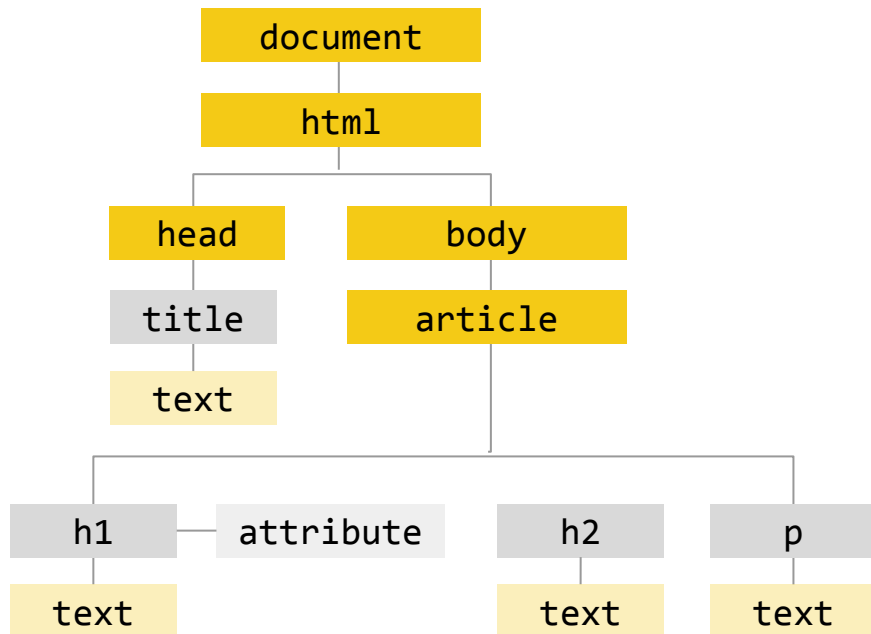 document
html
head body
title article
text
h1 attribute h2 p
text text text